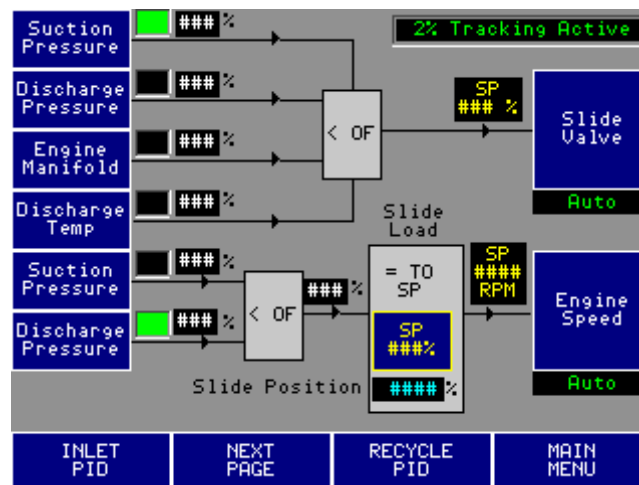 Suction
Pressure
### %
2% Tracking Active
Discharge
Pressure
### %
SP
### %
Slide
Valve
Engine
Manifold
### %
< OF
Discharge
Temp
### %
Auto
Slide
Load
Suction
Pressure
### %
### %
= TO
SP
SP
####
RPM
Engine
Speed
Discharge
Pressure
### %
< OF
SP
###%
Slide Position
#### %
Auto
INLET
PID
NEXT
PAGE
RECYCLE
PID
MAIN
MENU